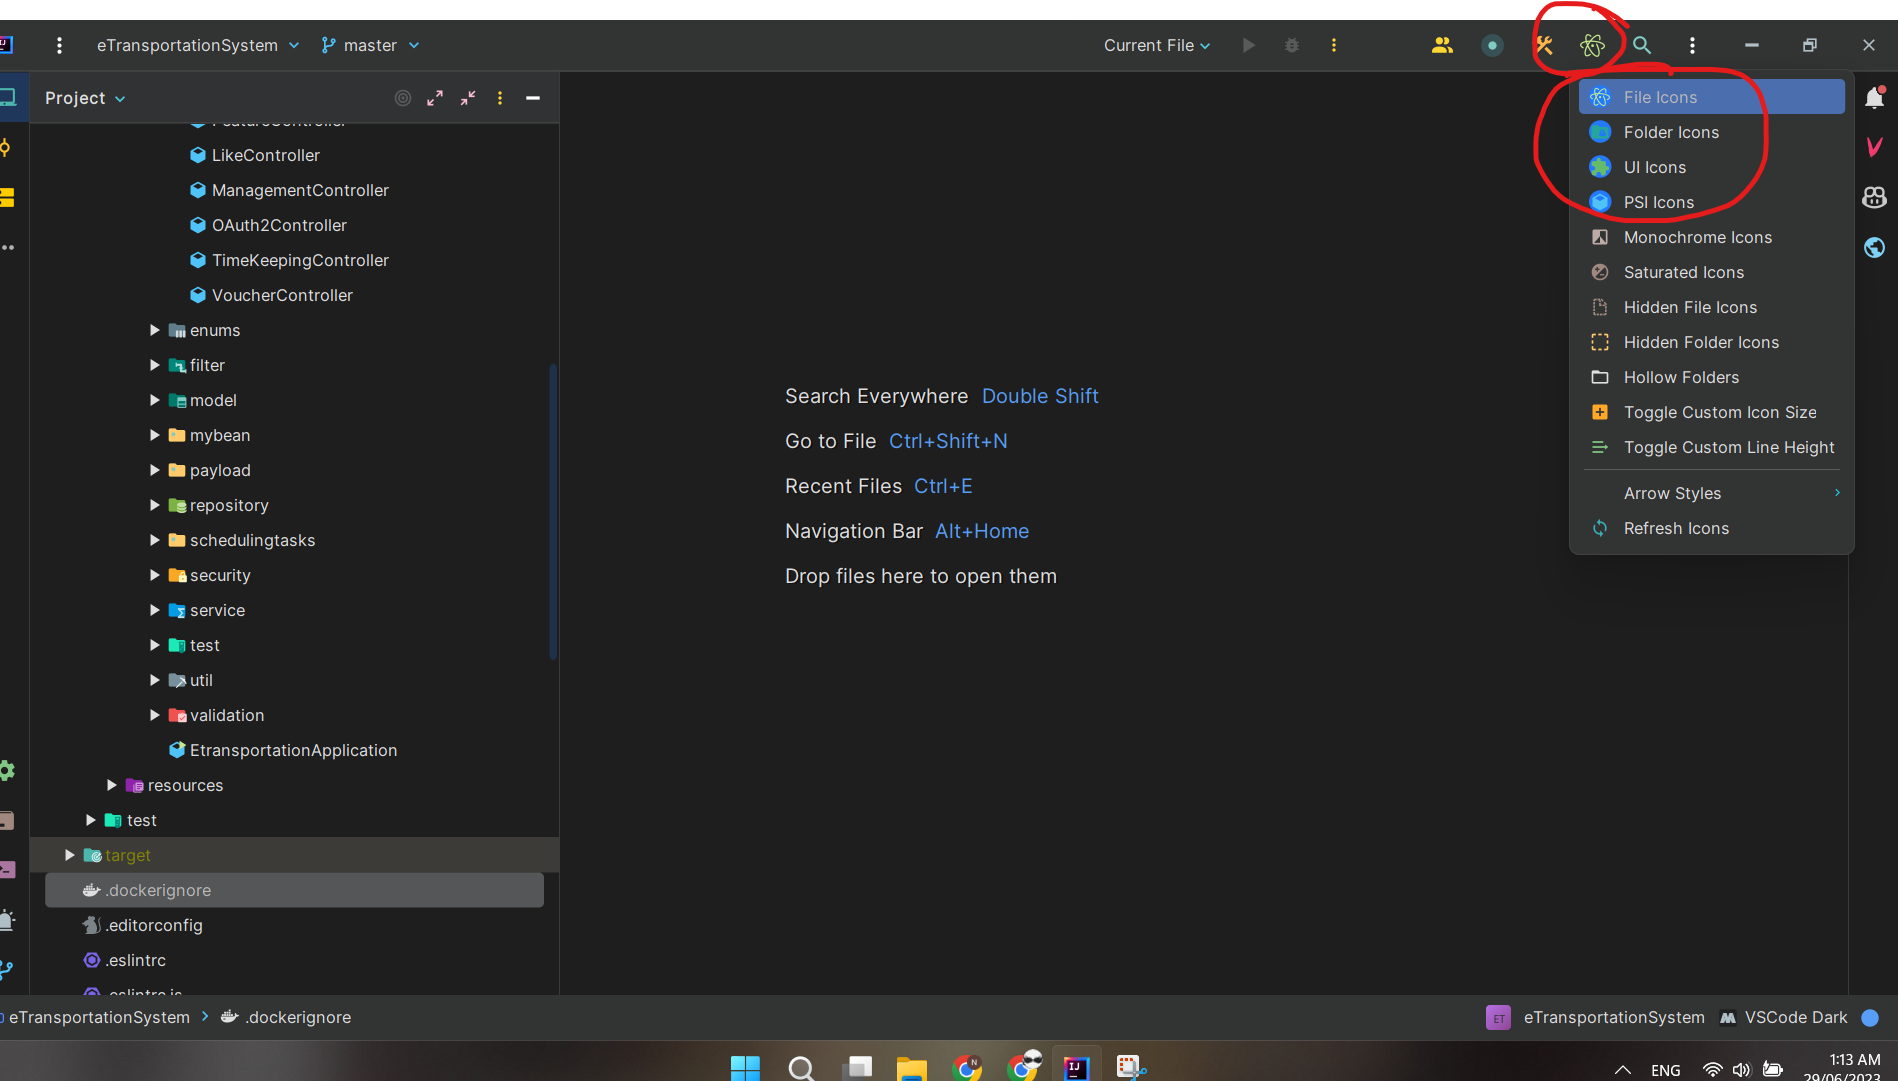 eTransportationSystem master Current File
Project
FeatureController
LikeController
ManagementController
OAuth2Controller
TimeKeepingController
VoucherController
enums
filter
model
mybean
payload
repository
schedulingtasks
security
service
test
util
validation
EtransportationApplication
resources
test
target
.dockerignore
.editorconfig
.eslintrc
.eslintrc.js
Search Everywhere Double Shift
Go to File Ctrl+Shift+N
Recent Files Ctrl+E
Navigation Bar Alt+Home
Drop files here to open them
File Icons
Folder Icons
UI Icons
PSI Icons
Monochrome Icons
Saturated Icons
Hidden File Icons
Hidden Folder Icons
Hollow Folders
Toggle Custom Icon Size
Toggle Custom Line Height
Arrow Styles
Refresh Icons
eTransportationSystem .dockerignore
ET eTransportationSystem VSCode Dark
IJ
N
ENG
1:13 AM
29/06/2023